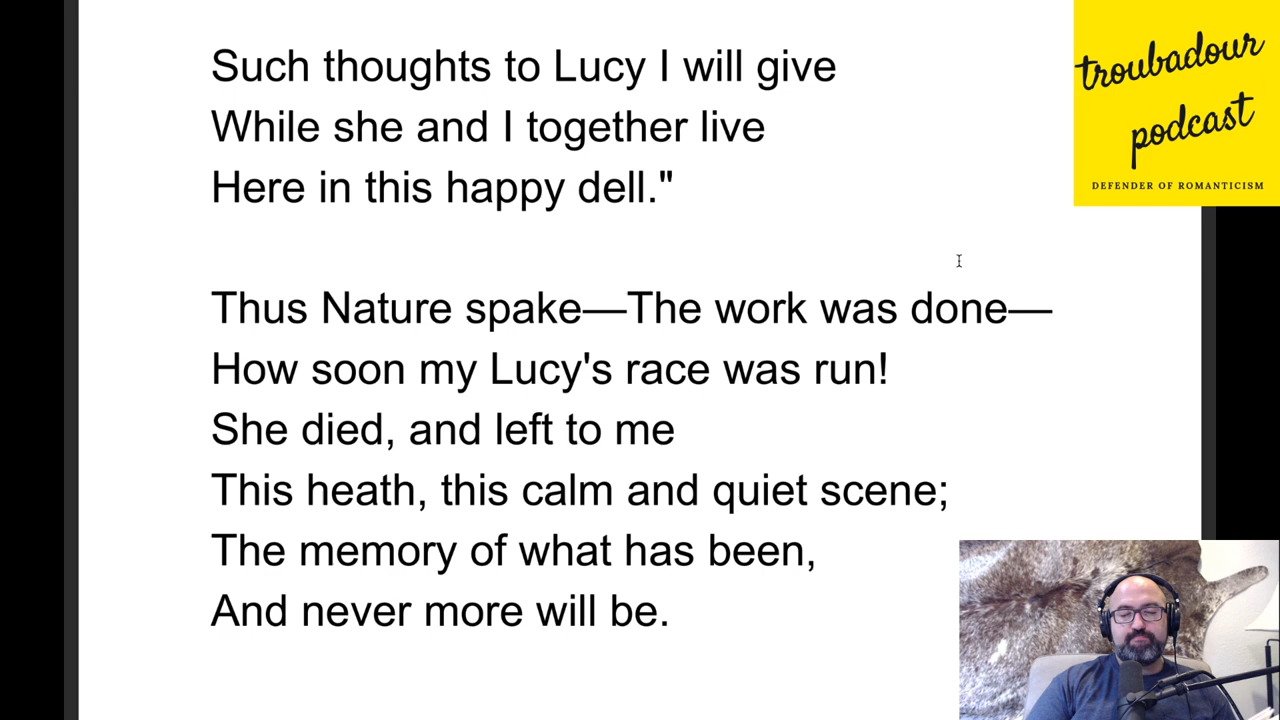 Such thoughts to Lucy I will give
While she and I together live
Here in this happy dell."
Thus Nature spake—The work was done—
How soon my Lucy's race was run!
She died, and left to me
This heath, this calm and quiet scene;
The memory of what has been,
And never more will be.
troubadour
podcast
DEFENDER OF ROMANTICISM